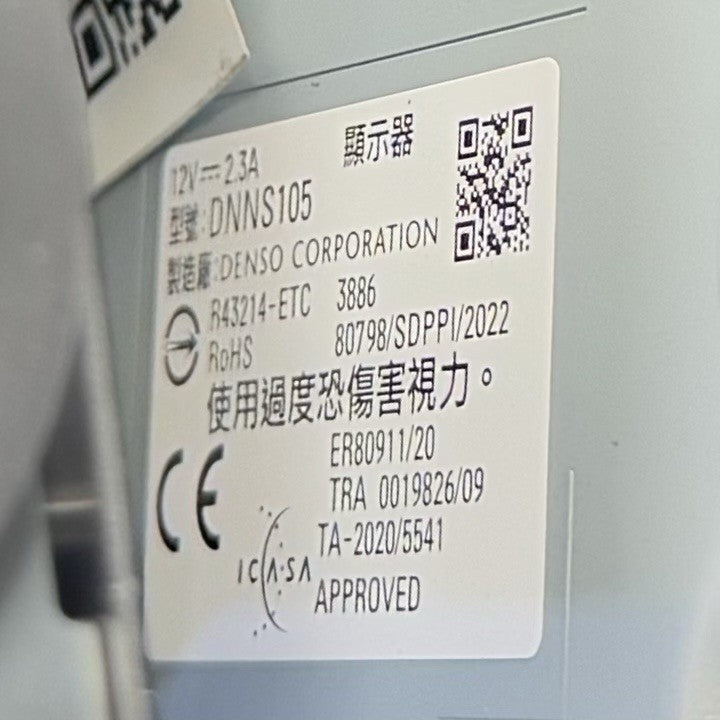 顯示器
12V⎓2.3A
型號:DNNS105
製造廠:DENSO CORPORATION
R43214-ETC 3886
RoHS 80798/SDPPI/2022
使用過度恐傷害視力。
ER80911/20
CE
TRA 0019826/09
TA-2020/5541
ICASA
APPROVED